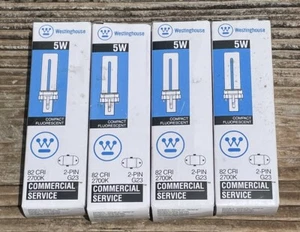 Westinghouse
5W
COMPACT
FLUORESCENT
82 CRI 2-PIN
2700K G23
COMMERCIAL
SERVICE
Westinghouse
5W
COMPACT
FLUORESCENT
82 CRI 2-PIN
2700K G23
COMMERCIAL
SERVICE
Westinghouse
5W
COMPACT
FLUORESCENT
82 CRI 2-PIN
2700K G23
COMMERCIAL
SERVICE
Westinghouse
5W
COMPACT
FLUORESCENT
82 CRI 2-PIN
2700K G23
COMMERCIAL
SERVICE